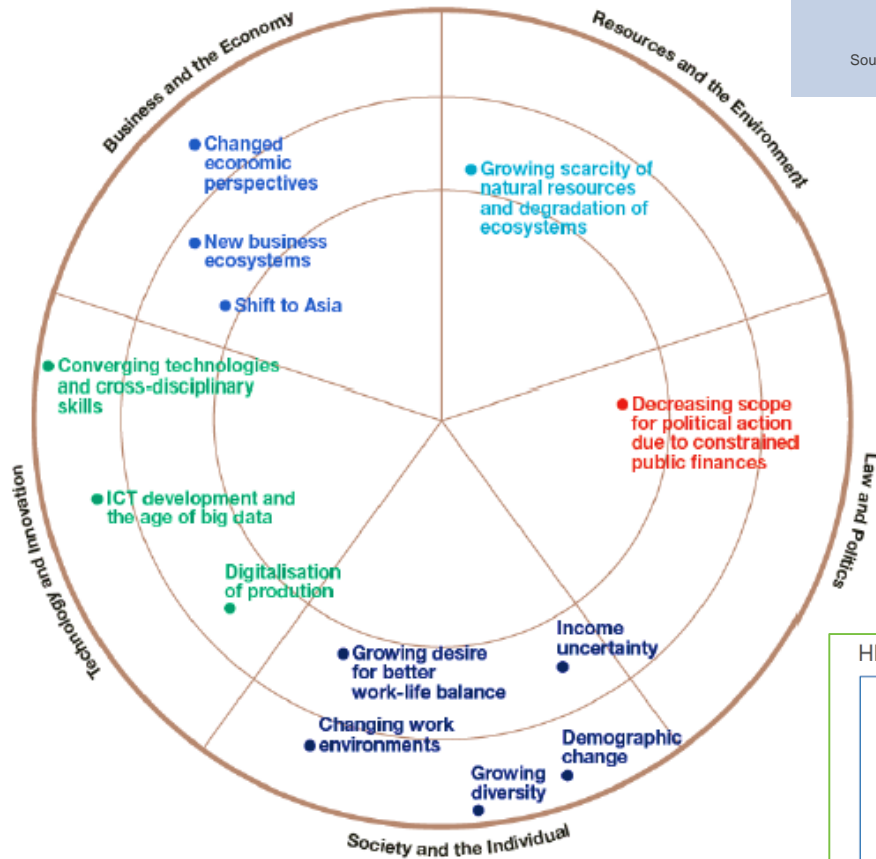 Business and the Economy
Resources and the Environment
Sou
Changed
economic
perspectives
New business
ecosystems
Shift to Asia
Growing scarcity of
natural resources
and degradation of
ecosystems
Converging technologies
and cross-disciplinary
skills
ICT development and
the age of big data
Digitalisation
of prodution
Technology and Innovation
Decreasing scope
for political action
due to constrained
public finances
Law and Politics
Growing desire
for better
work-life balance
Income
uncertainty
Changing work
environments
Growing
diversity
Demographic
change
Society and the Individual